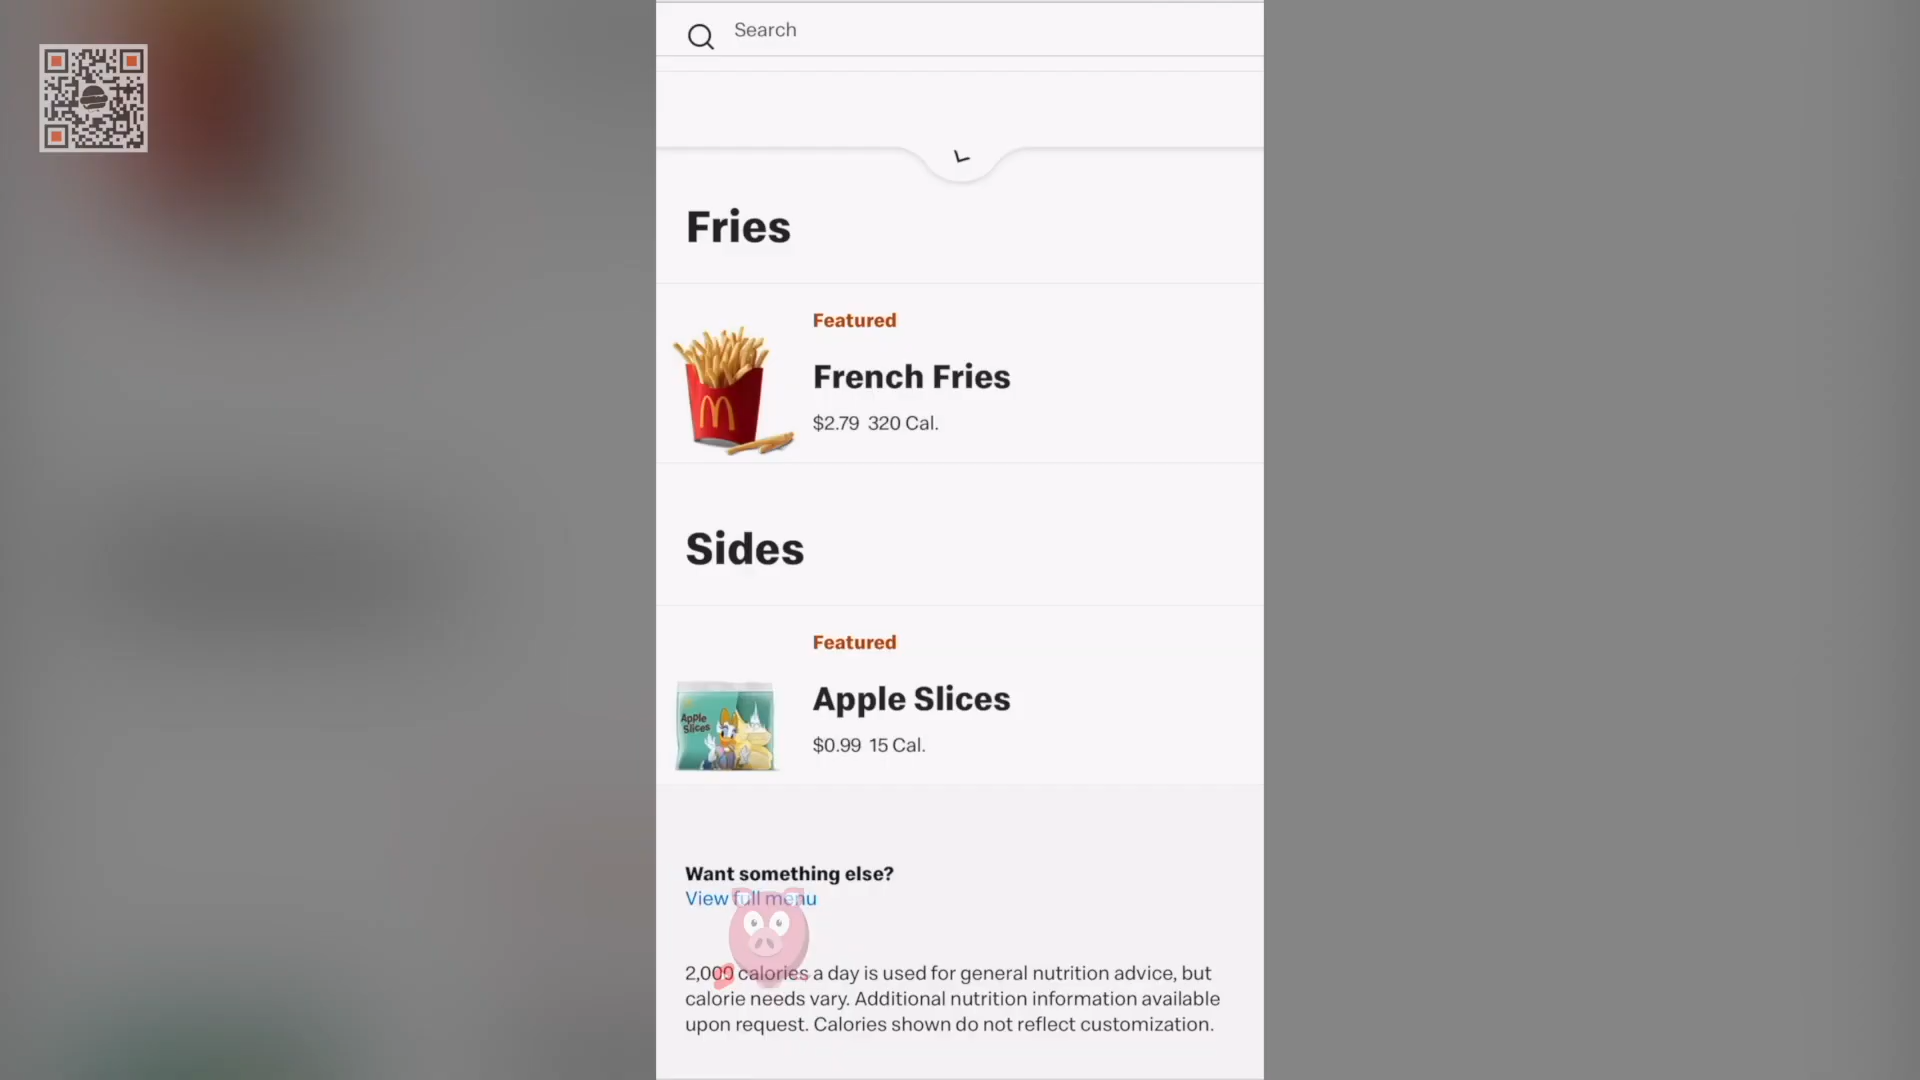 Search
Fries
Featured
French Fries
$2.79 320 Cal.
Sides
Featured
Apple
Slices
Apple Slices
$0.99 15 Cal.
Want something else?
View full menu
2,000 calories a day is used for general nutrition advice, but
calorie needs vary. Additional nutrition information available
upon request. Calories shown do not reflect customization.